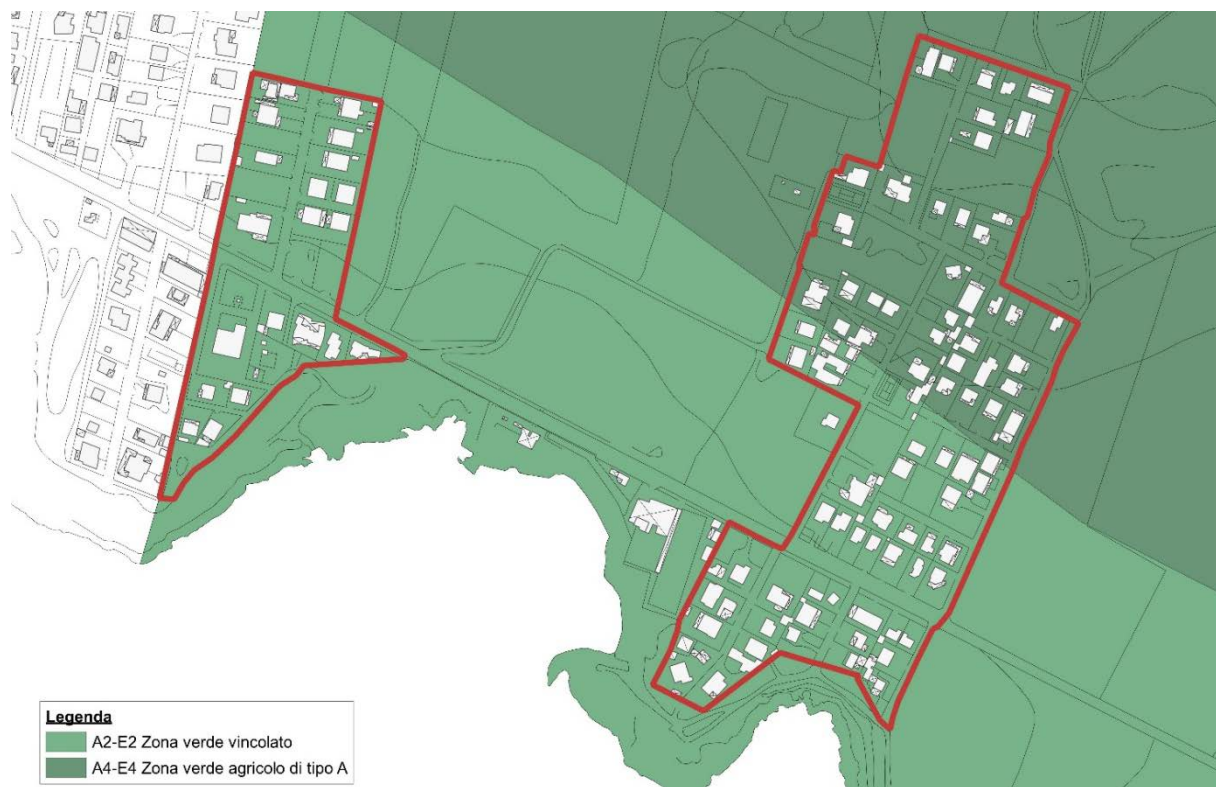 Legenda
A2-E2 Zona verde vincolato
A4-E4 Zona verde agricolo di tipo A